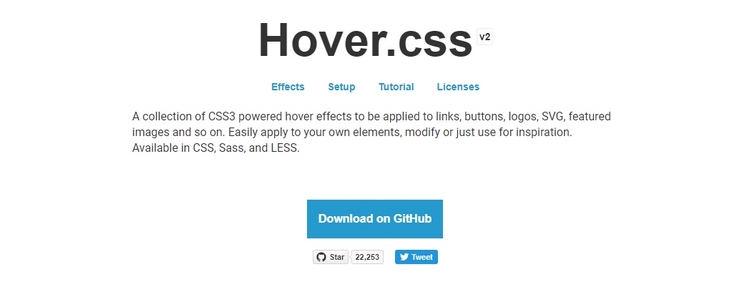 Hover.css v2
Effects Setup Tutorial Licenses
A collection of CSS3 powered hover effects to be applied to links, buttons, logos, SVG, featured
images and so on. Easily apply to your own elements, modify or just use for inspiration.
Available in CSS, Sass, and LESS.
Download on GitHub
Star 22,253 Tweet